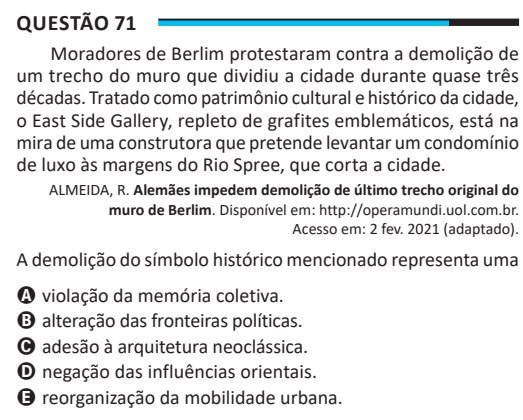 QUESTÃO 71
Moradores de Berlim protestaram contra a demolição de
um trecho do muro que dividiu a cidade durante quase três
décadas. Tratado como patrimônio cultural e histórico da cidade,
o East Side Gallery, repleto de grafites emblemáticos, está na
mira de uma construtora que pretende levantar um condomínio
de luxo às margens do Rio Spree, que corta a cidade.
ALMEIDA, R. Alemães impedem demolição de último trecho original do
muro de Berlim. Disponível em: http://operamundi.uol.com.br.
Acesso em: 2 fev. 2021 (adaptado).
A demolição do símbolo histórico mencionado representa uma
A violação da memória coletiva.
B alteração das fronteiras políticas.
C adesão à arquitetura neoclássica.
D negação das influências orientais.
E reorganização da mobilidade urbana.